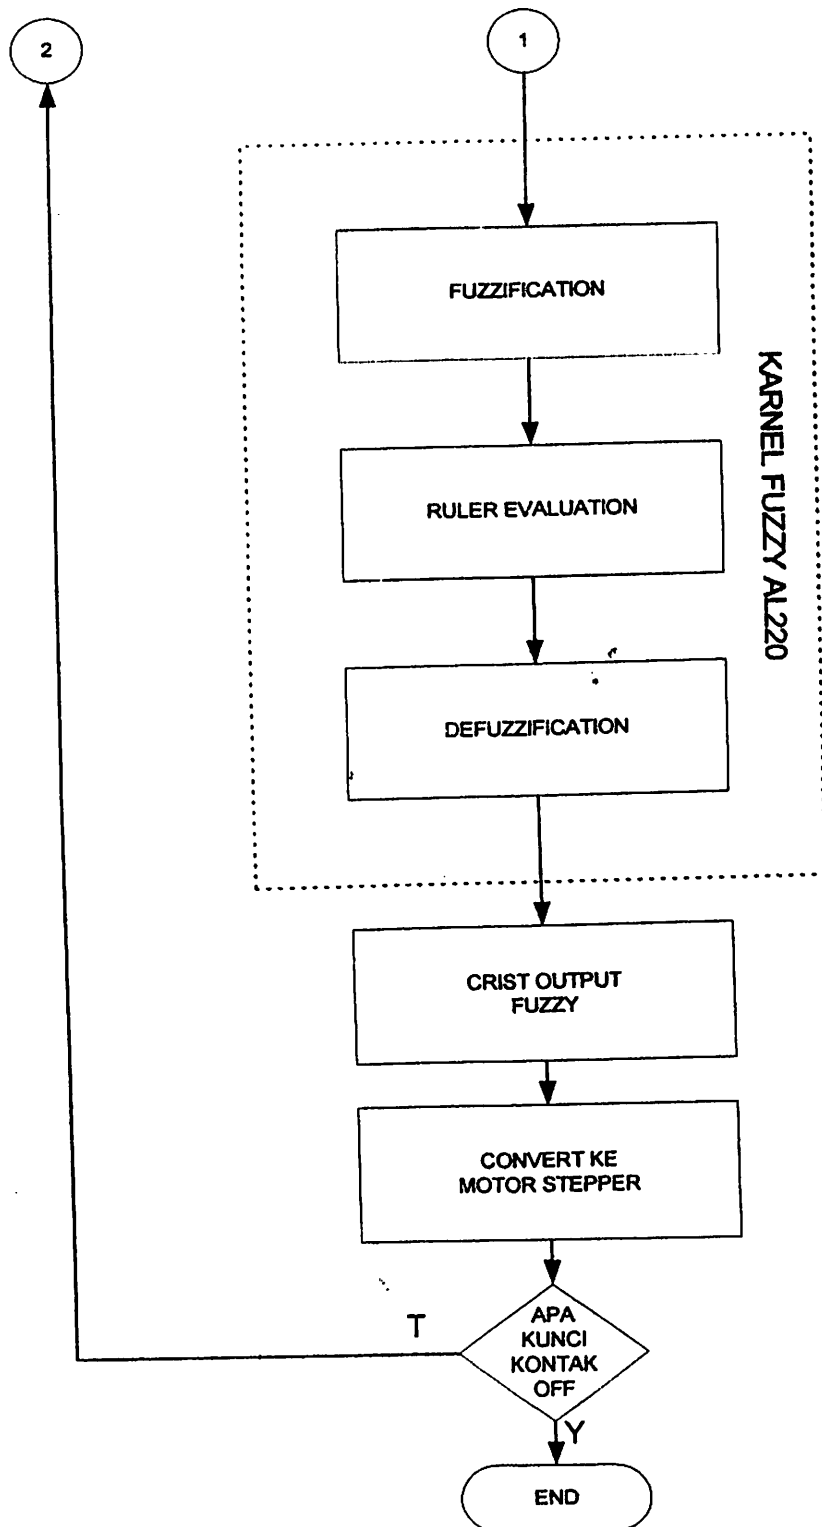 2
1
FUZZIFICATION
KARNEL FUZZY AL220
RULER EVALUATION
DEFUZZIFICATION
CRIST OUTPUT
FUZZY
CONVERT KE
MOTOR STEPPER
T
APA
KUNCI
KONTAK
OFF
Y
END